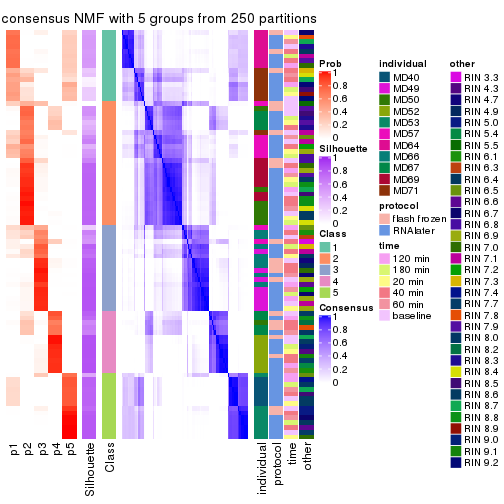 consensus NMF with 5 groups from 250 partitions
p1
p2
p3
p4
p5
Silhouette
Class
individual
protocol
time
other
Prob
1
0.8
0.6
0.4
0.2
0
Silhouette
1
0.8
0.6
0.4
0.2
0
Class
1
2
3
4
5
Consensus
1
0.8
0.6
0.4
0.2
0
individual
MD40
MD49
MD50
MD52
MD53
MD57
MD64
MD66
MD67
MD69
MD71
protocol
flash frozen
RNAlater
time
120 min
180 min
20 min
40 min
60 min
baseline
other
RIN 3.3
RIN 4.3
RIN 4.7
RIN 4.9
RIN 5.0
RIN 5.4
RIN 5.5
RIN 6.1
RIN 6.3
RIN 6.4
RIN 6.5
RIN 6.6
RIN 6.7
RIN 6.8
RIN 6.9
RIN 7.0
RIN 7.1
RIN 7.2
RIN 7.3
RIN 7.4
RIN 7.7
RIN 7.8
RIN 7.9
RIN 8.0
RIN 8.2
RIN 8.3
RIN 8.4
RIN 8.5
RIN 8.6
RIN 8.7
RIN 8.8
RIN 8.9
RIN 9.0
RIN 9.1
RIN 9.2